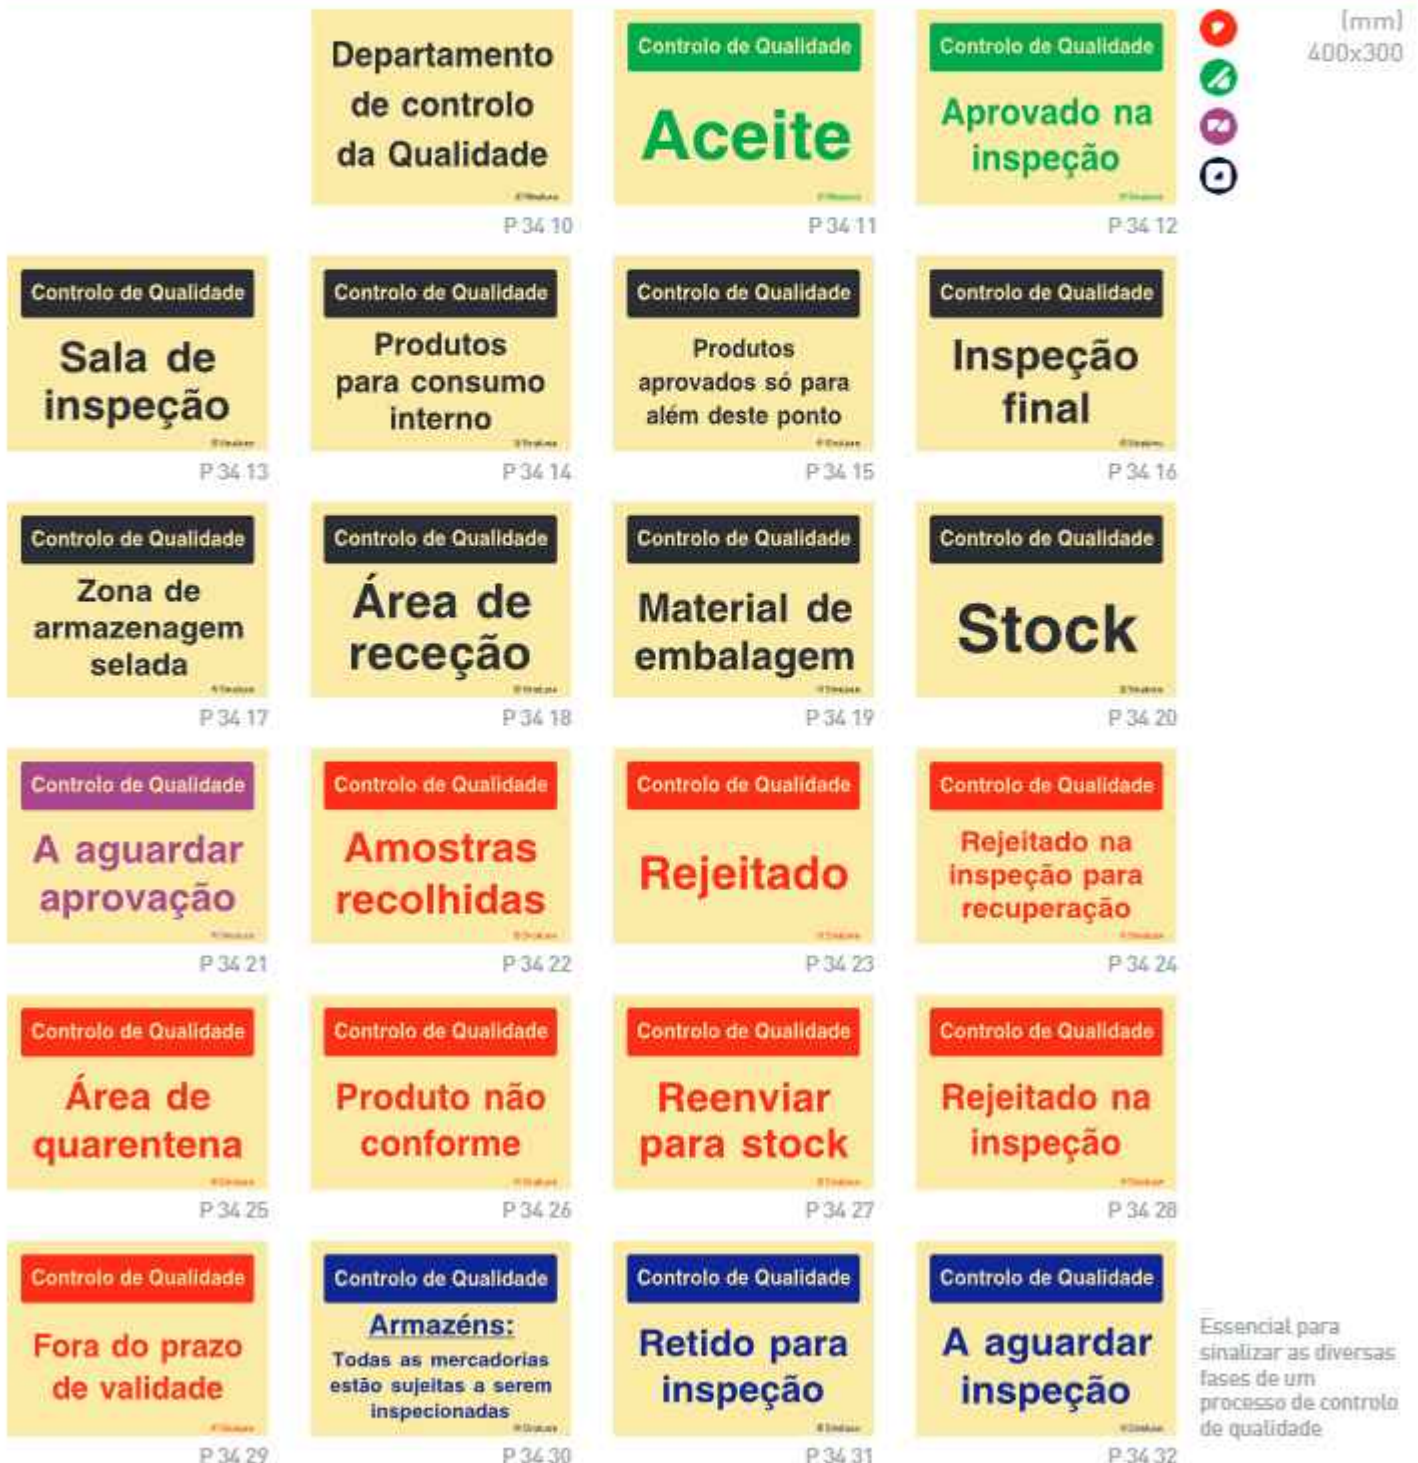 Departamento
de controlo
da Qualidade
P 34 10
Controlo de Qualidade
Aceite
P 34 11
Controlo de Qualidade
Aprovado na
inspeção
P 34 12
(mm)
400x300
Controlo de Qualidade
Sala de
inspeção
P 34 13
Controlo de Qualidade
Produtos
para consumo
interno
P 34 14
Controlo de Qualidade
Produtos
aprovados só para
além deste ponto
P 34 15
Controlo de Qualidade
Inspeção
final
P 34 16
Controlo de Qualidade
Zona de
armazenagem
selada
P 34 17
Controlo de Qualidade
Área de
receção
P 34 18
Controlo de Qualidade
Material de
embalagem
P 34 19
Controlo de Qualidade
Stock
P 34 20
Controlo de Qualidade
A aguardar
aprovação
P 34 21
Controlo de Qualidade
Amostras
recolhidas
P 34 22
Controlo de Qualidade
Rejeitado
P 34 23
Controlo de Qualidade
Rejeitado na
inspeção para
recuperação
P 34 24
Controlo de Qualidade
Área de
quarentena
P 34 25
Controlo de Qualidade
Produto não
conforme
P 34 26
Controlo de Qualidade
Reenviar
para stock
P 34 27
Controlo de Qualidade
Rejeitado na
inspeção
P 34 28
Controlo de Qualidade
Fora do prazo
de validade
P 34 29
Controlo de Qualidade
Armazéns:
Todas as mercadorias
estão sujeitas a serem
inspecionadas
P 34 30
Controlo de Qualidade
Retido para
inspeção
P 34 31
Controlo de Qualidade
A aguardar
inspeção
P 34 32
Essencial para
sinalizar as diversas
fases de um
processo de controlo
de qualidade